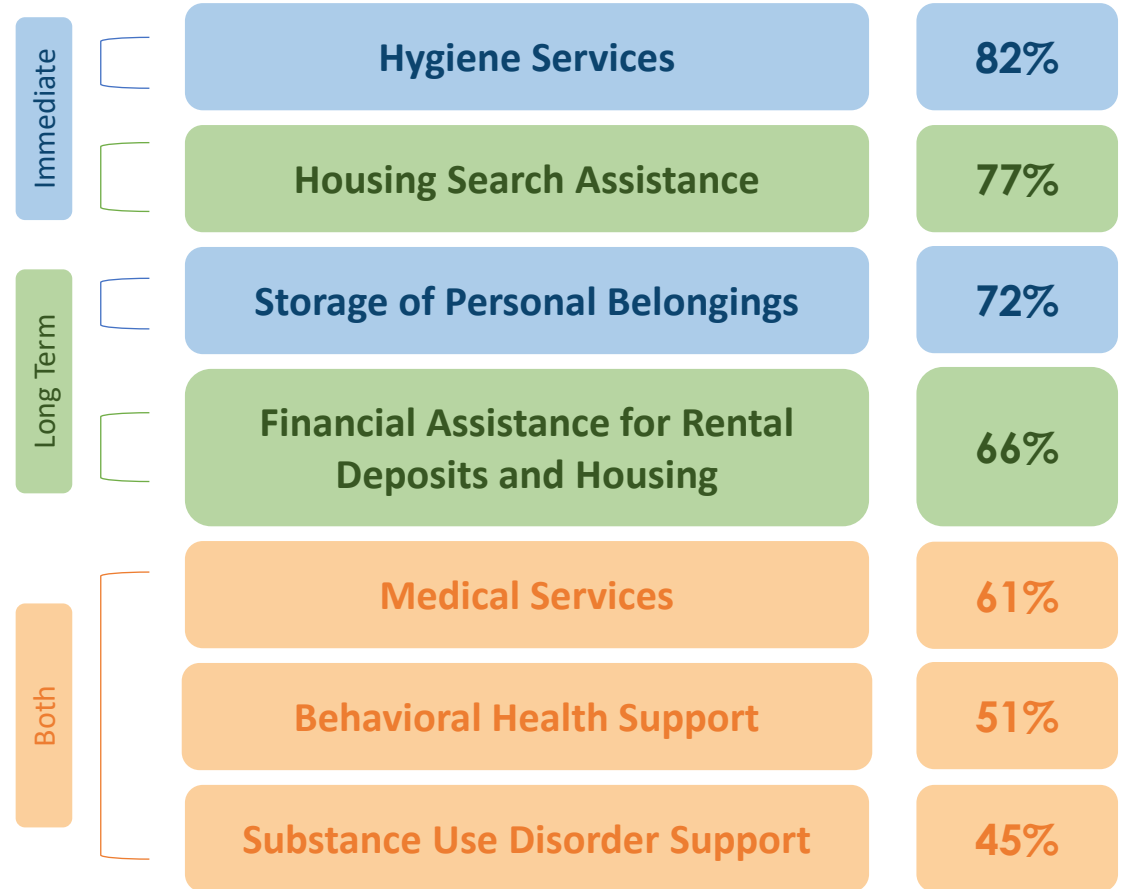 Immediate
Hygiene Services 82%
Housing Search Assistance 77%
Long Term
Storage of Personal Belongings 72%
Financial Assistance for Rental
Deposits and Housing
66%
Both
Medical Services 61%
Behavioral Health Support 51%
Substance Use Disorder Support 45%